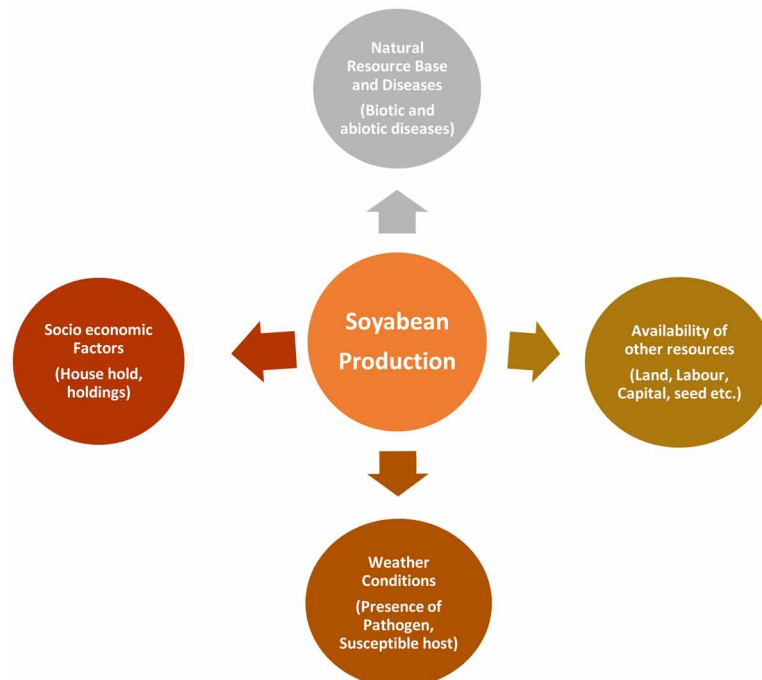 Natural
Resource Base
and Diseases
(Biotic and
abiotic diseases)
Socio economic
Factors
(House hold,
holdings)
Soyabean
Production
Availability of
other resources
(Land, Labour,
Capital, seed etc.)
Weather
Conditions
(Presence of
Pathogen,
Susceptible host)